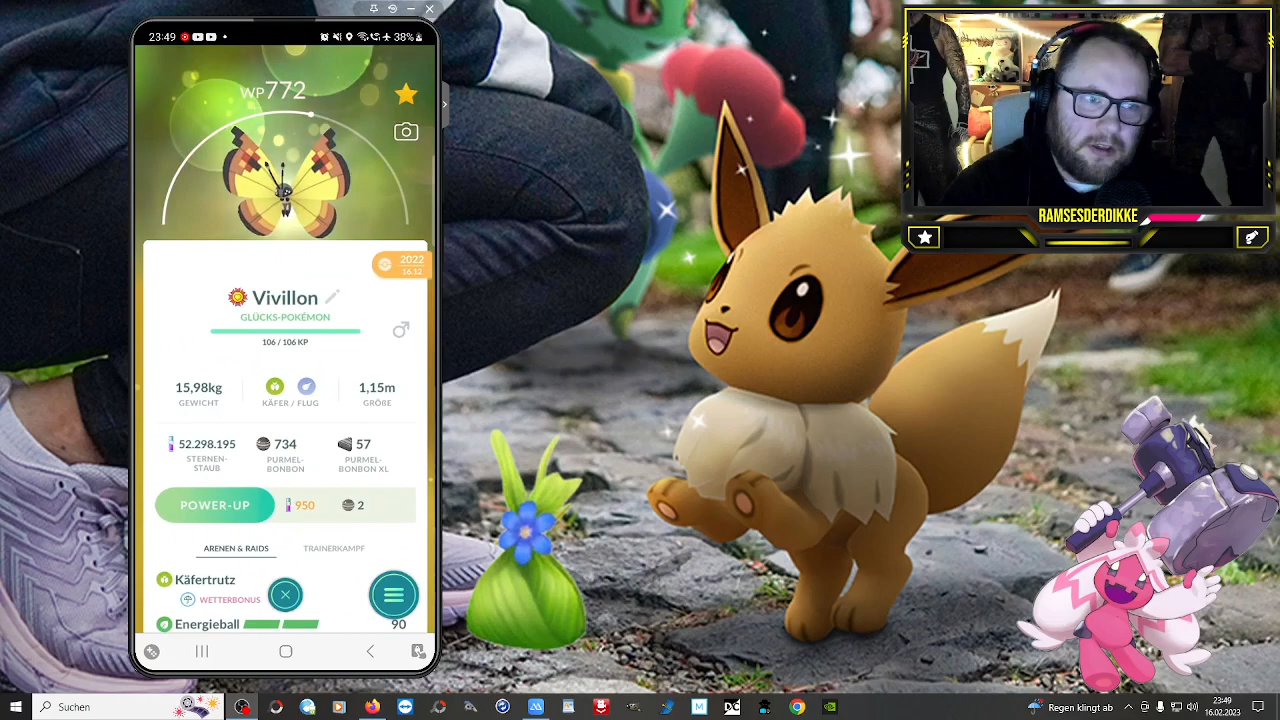 23:49
38%
WP772
2022
16.12
Vivillon
GLÜCKS-POKÉMON
106 / 106 KP
15,98kg
GEWICHT
KÄFER / FLUG
1,15m
GRÖßE
52.298.195
STERNEN-
STAUB
734
PURMEL-
BONBON
57
PURMEL-
BONBON XL
POWER-UP
950
2
ARENEN & RAIDS
TRAINERKAMPF
Käfertrutz
WETTERBONUS
Energieball
90
RAMSESDERDIKKE
Suchen
M
DC
Regen klingt ab
23:49
16.02.2023